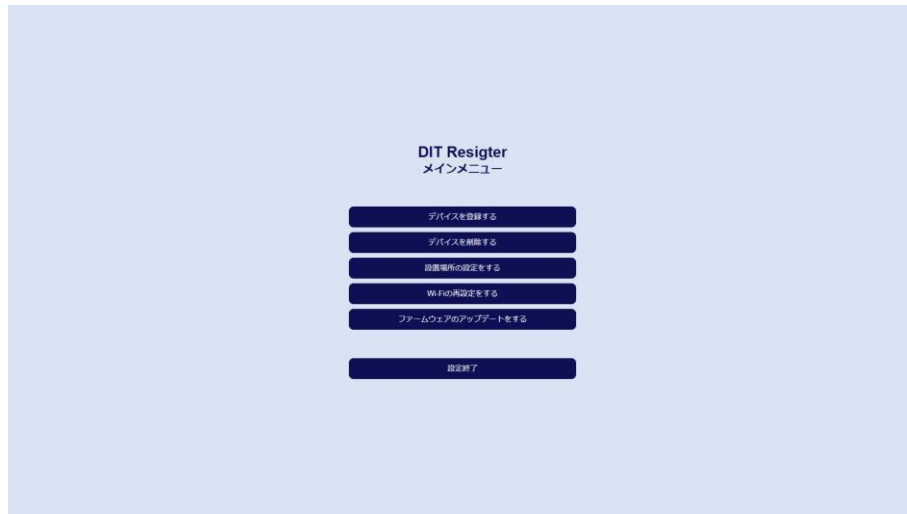 DIT Resigter
メインメニュー
デバイスを登録する
デバイスを削除する
設置場所の設定をする
Wi-Fiの再設定をする
ファームウェアのアップデートをする
設定終了